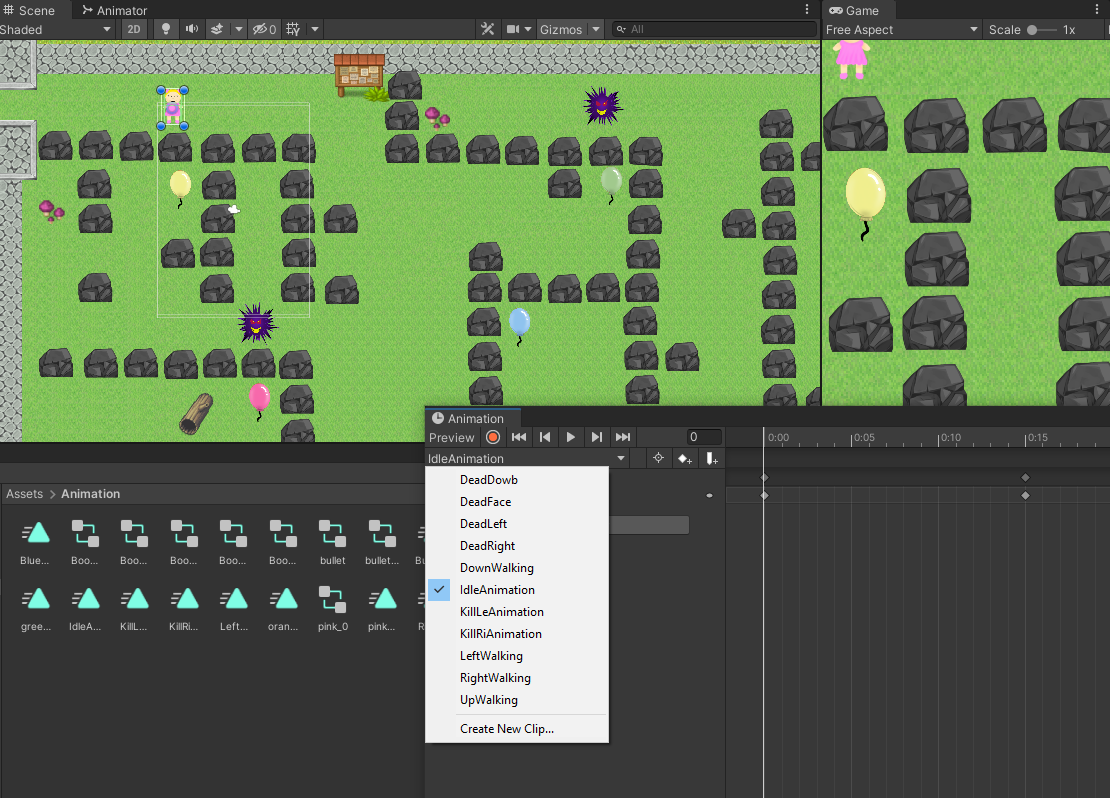 Scene
Animator
Game
Shaded
2D
0
Gizmos
All
Free Aspect
Scale
1x
Animation
Preview
0
0:00
0:05
0:10
0:15
IdleAnimation
DeadDowb
DeadFace
DeadLeft
DeadRight
DownWalking
IdleAnimation
KillLeAnimation
KillRiAnimation
LeftWalking
RightWalking
UpWalking
Create New Clip...
Assets > Animation
Blue...
Boo...
Boo...
Boo...
Boo...
Boo...
bullet
bullet...
gree...
IdleA...
KillL...
KillRi...
Left...
oran...
pink_0
pink...